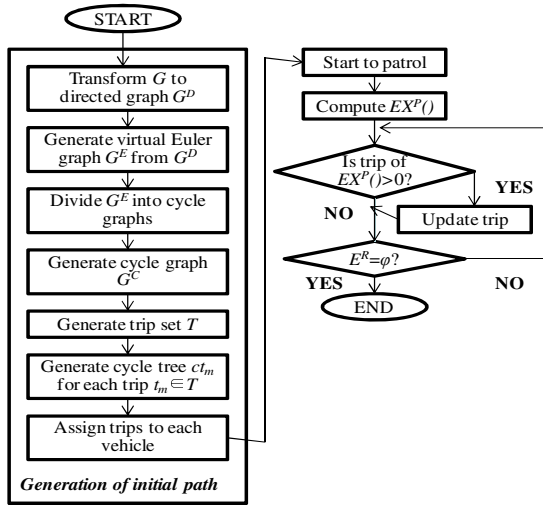 START
Transform G to
directed graph G^D
Generate virtual Euler
graph G^E from G^D
Divide G^E into cycle
graphs
Generate cycle graph
G^C
Generate trip set T
Generate cycle tree ct_m
for each trip t_m∈T
Assign trips to each
vehicle
Generation of initial path
Start to patrol
Compute EX^P()
Is trip of
EX^P()>0?
YES
NO
Update trip
E^R=φ?
YES
NO
END